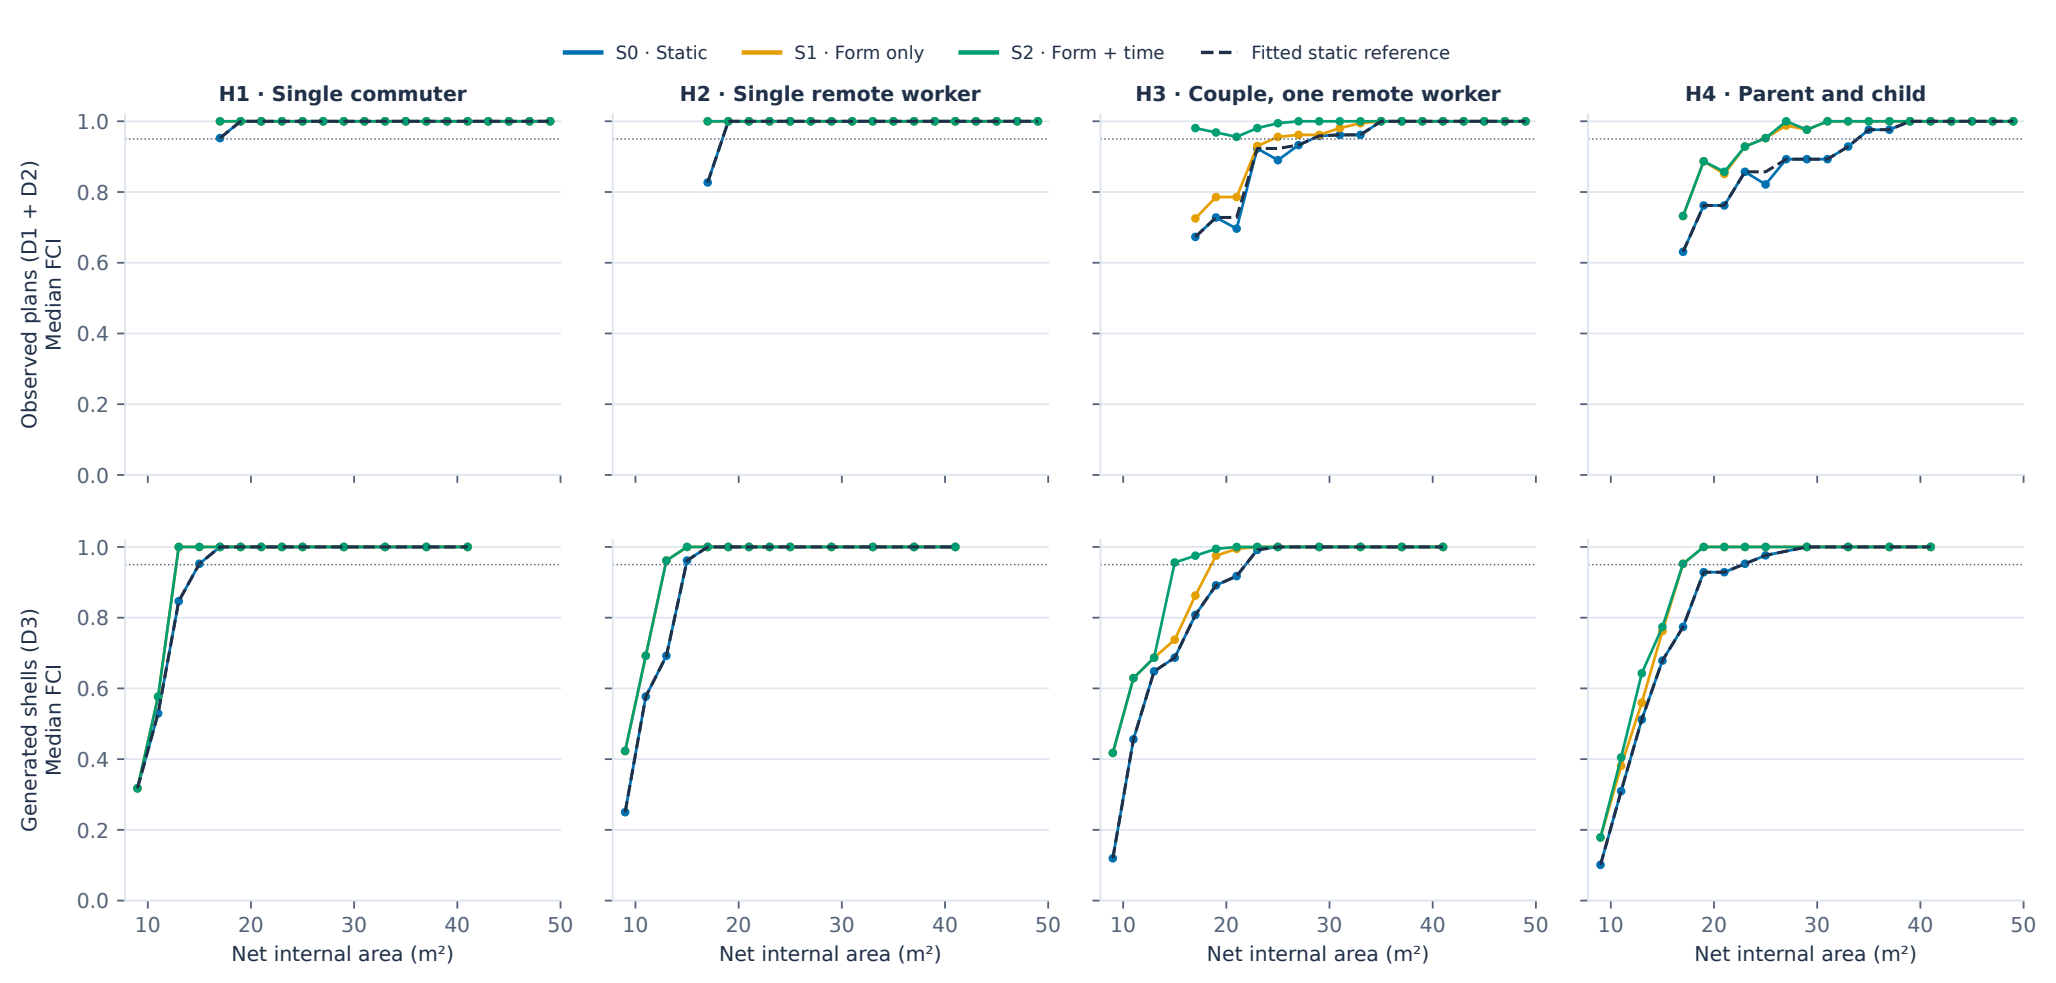 S0 · Static S1 · Form only S2 · Form + time Fitted static reference
H1 · Single commuter H2 · Single remote worker H3 · Couple, one remote worker H4 · Parent and child
Observed plans (D1 + D2)
Median FCI
1.0
0.8
0.6
0.4
0.2
0.0
Generated shells (D3)
Median FCI
1.0
0.8
0.6
0.4
0.2
0.0
10 20 30 40 50 10 20 30 40 50 10 20 30 40 50 10 20 30 40 50
Net internal area (m²) Net internal area (m²) Net internal area (m²) Net internal area (m²)